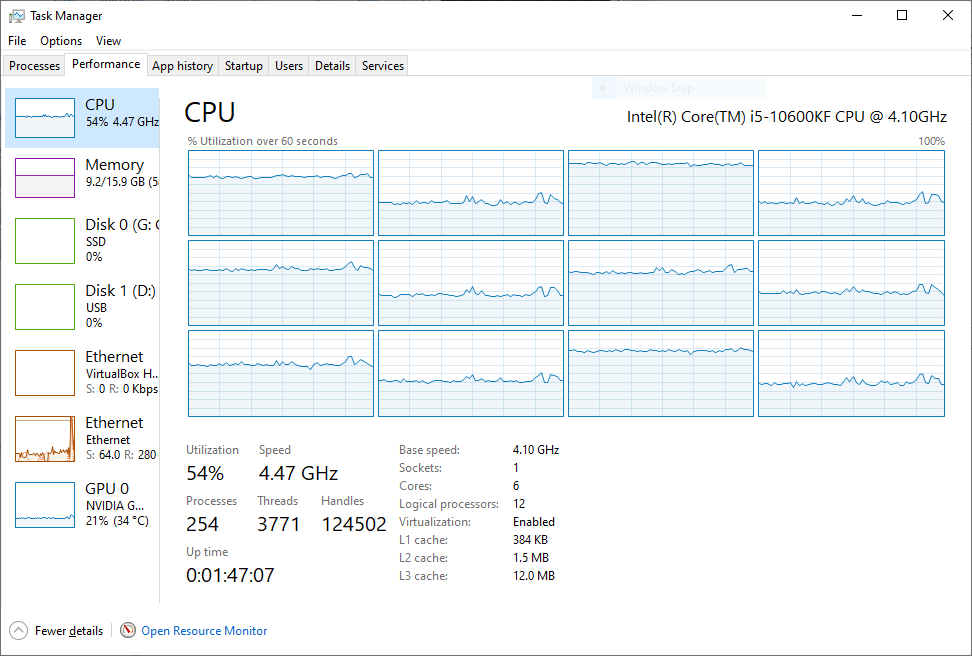 Task Manager
File Options View
Processes Performance App history Startup Users Details Services
CPU
54% 4.47 GHz
Memory
9.2/15.9 GB (5
Disk 0 (G: C
SSD
0%
Disk 1 (D:)
USB
0%
Ethernet
VirtualBox H...
S: 0 R: 0 Kbps
Ethernet
Ethernet
S: 64.0 R: 280
GPU 0
NVIDIA G...
21% (34 °C)
Window Snip
CPU Intel(R) Core(TM) i5-10600KF CPU @ 4.10GHz
% Utilization over 60 seconds 100%
Utilization Speed
54% 4.47 GHz
Processes Threads Handles
254 3771 124502
Up time
0:01:47:07
Base speed: 4.10 GHz
Sockets: 1
Cores: 6
Logical processors: 12
Virtualization: Enabled
L1 cache: 384 KB
L2 cache: 1.5 MB
L3 cache: 12.0 MB
Fewer details Open Resource Monitor